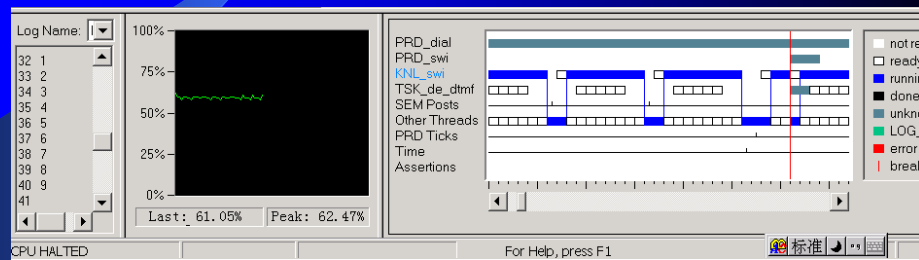 Log Name:
32 1
33 2
34 3
35 4
36 5
37 6
38 7
39 8
40 9
41
100%
75%
50%
25%
0%
Last: 61.05%
Peak: 62.47%
PRD_dial
PRD_swi
KNL_swi
TSK_de_dtmf
SEM Posts
Other Threads
PRD Ticks
Time
Assertions
not re
ready
runni
done
unkno
LOG_
error
break
CPU HALTED
For Help, press F1
标准